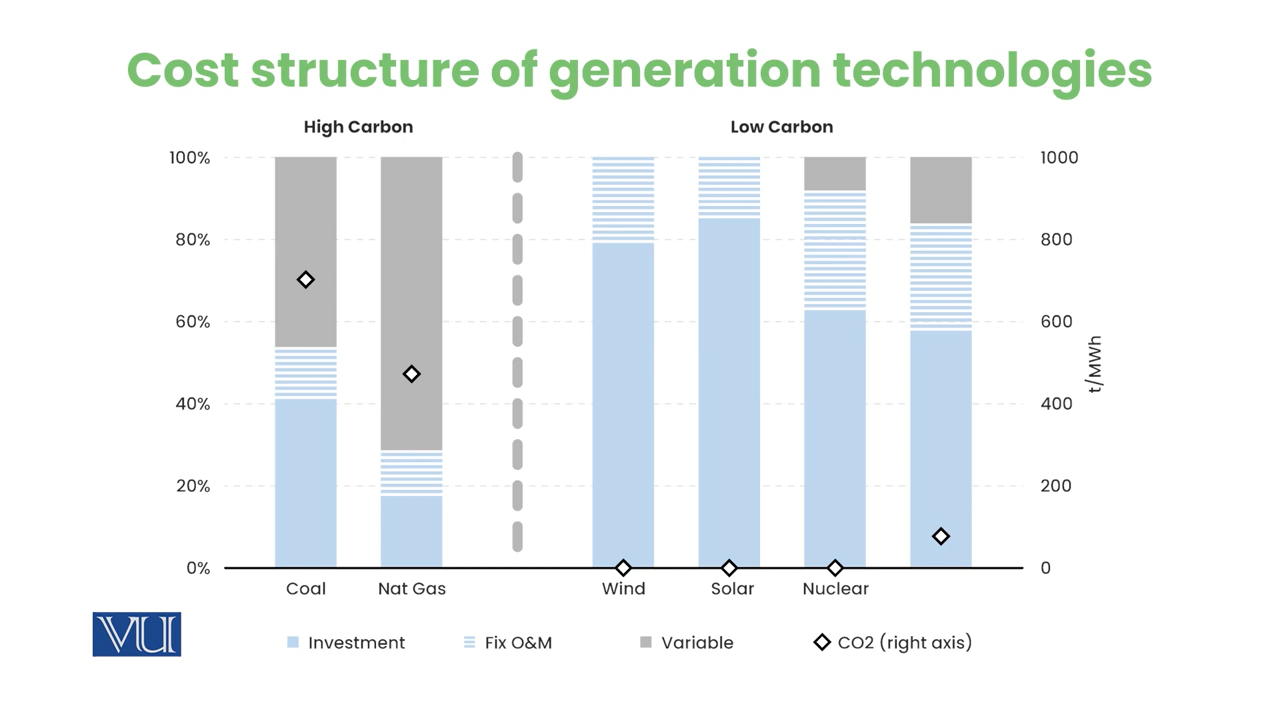 Cost structure of generation technologies
High Carbon
Low Carbon
100%
80%
60%
40%
20%
0%
1000
800
600
400
200
0
t/MWh
Coal
Nat Gas
Wind
Solar
Nuclear
Investment
Fix O&M
Variable
CO2 (right axis)
VU